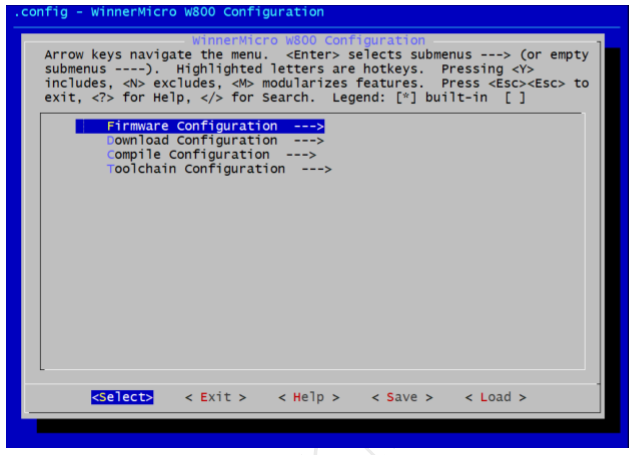 .config - WinnerMicro W800 Configuration
WinnerMicro W800 Configuration
Arrow keys navigate the menu.  <Enter> selects submenus ---> (or empty
submenus ----).  Highlighted letters are hotkeys.  Pressing <Y>
includes, <N> excludes, <M> modularizes features.  Press <Esc><Esc> to
exit, <?> for Help, </> for Search.  Legend: [*] built-in  [ ]
Firmware Configuration  --->
Download Configuration  --->
Compile Configuration  --->
Toolchain Configuration  --->
<Select>    < Exit >    < Help >    < Save >    < Load >